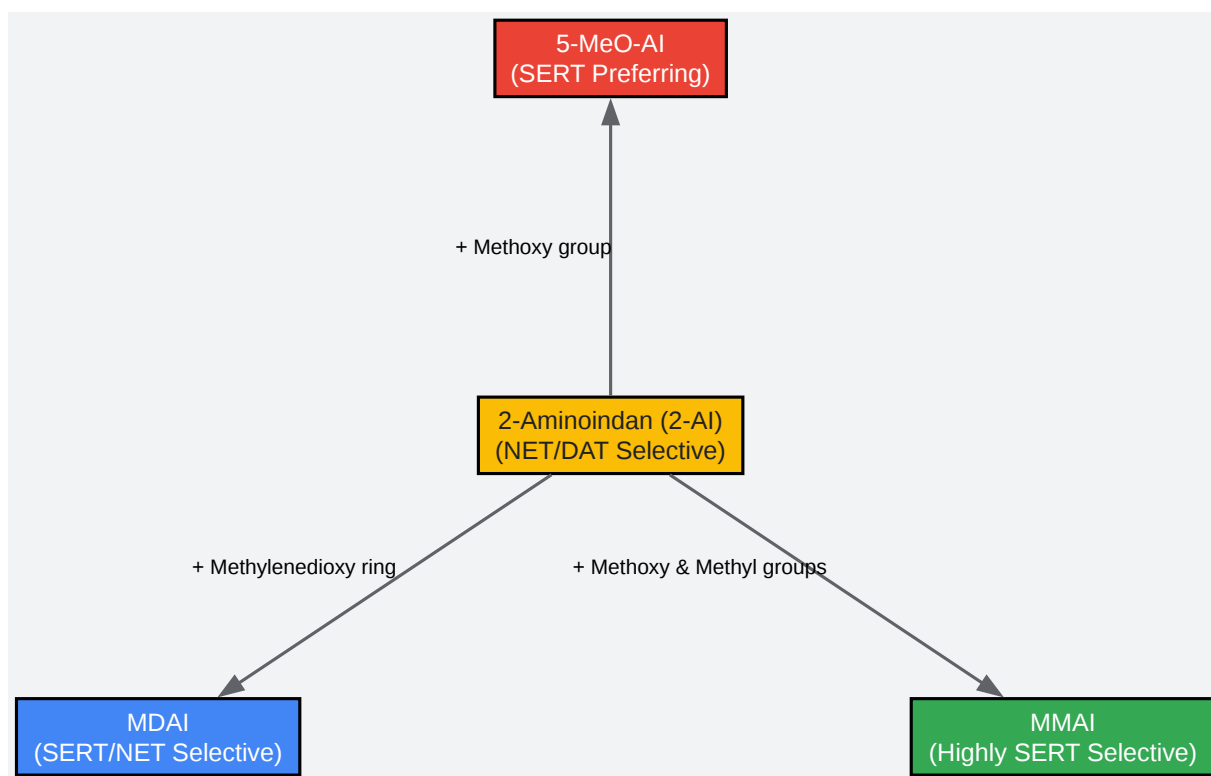 5-MeO-AI
(SERT Preferring)
+ Methoxy group
2-Aminoindan (2-AI)
(NET/DAT Selective)
+ Methylenedioxy ring
+ Methoxy & Methyl groups
MDAI
(SERT/NET Selective)
MMAI
(Highly SERT Selective)